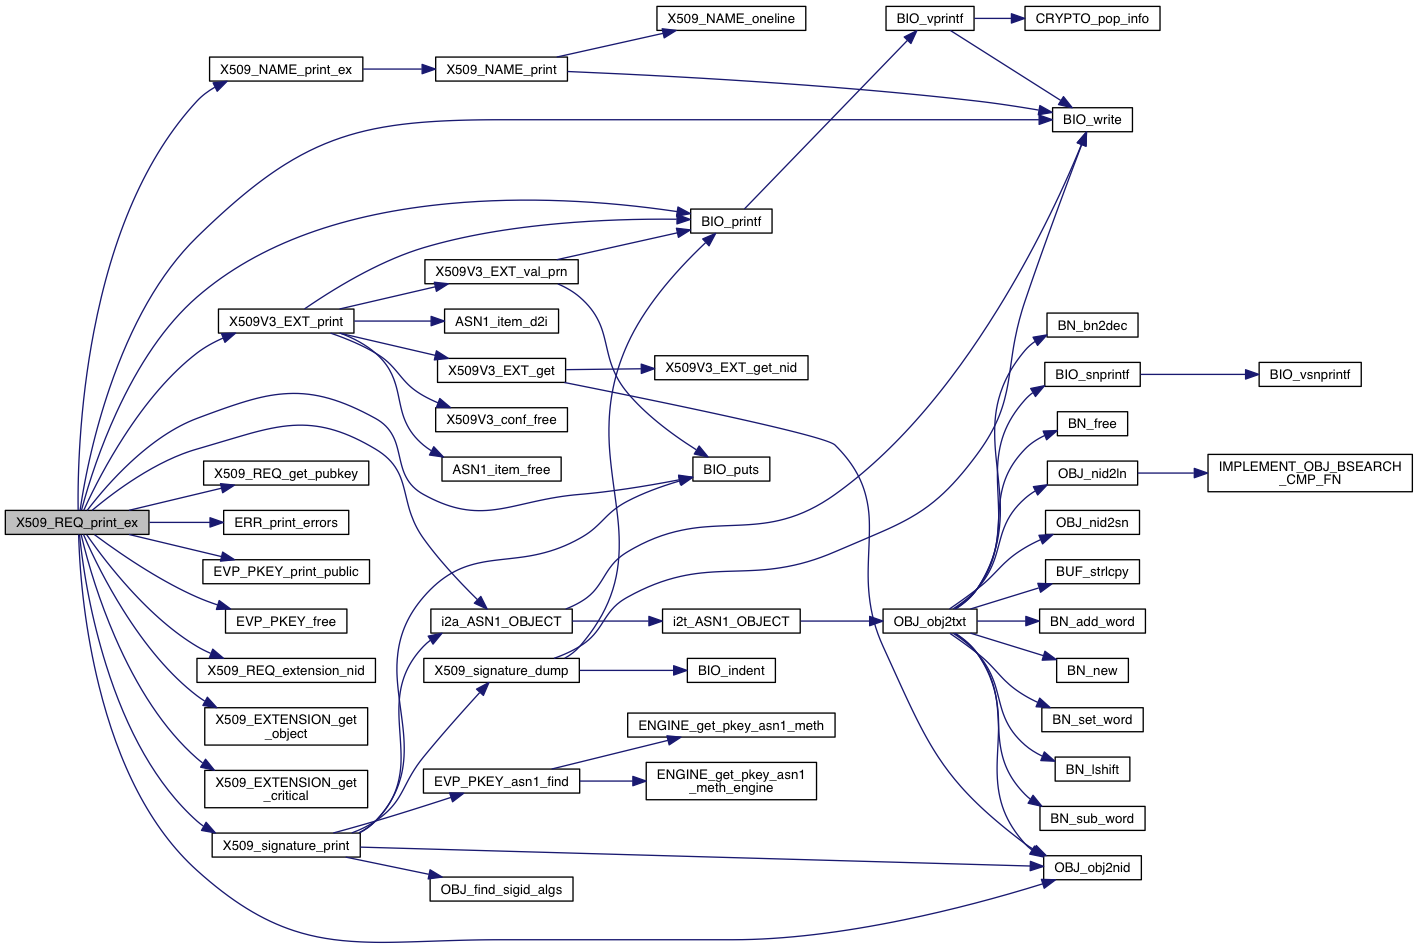 X509_NAME_oneline
BIO_vprintf
CRYPTO_pop_info
X509_NAME_print_ex
X509_NAME_print
BIO_write
BIO_printf
X509V3_EXT_val_prn
X509V3_EXT_print
ASN1_item_d2i
BN_bn2dec
X509V3_EXT_get
X509V3_EXT_get_nid
BIO_snprintf
BIO_vsnprintf
X509V3_conf_free
BN_free
X509_REQ_get_pubkey
ASN1_item_free
BIO_puts
OBJ_nid2ln
IMPLEMENT_OBJ_BSEARCH
_CMP_FN
X509_REQ_print_ex
ERR_print_errors
OBJ_nid2sn
EVP_PKEY_print_public
BUF_strlcpy
EVP_PKEY_free
i2a_ASN1_OBJECT
i2t_ASN1_OBJECT
OBJ_obj2txt
BN_add_word
X509_REQ_extension_nid
X509_signature_dump
BIO_indent
BN_new
X509_EXTENSION_get
_object
ENGINE_get_pkey_asn1_meth
BN_set_word
X509_EXTENSION_get
_critical
EVP_PKEY_asn1_find
ENGINE_get_pkey_asn1
_meth_engine
BN_lshift
BN_sub_word
X509_signature_print
OBJ_find_sigid_algs
OBJ_obj2nid